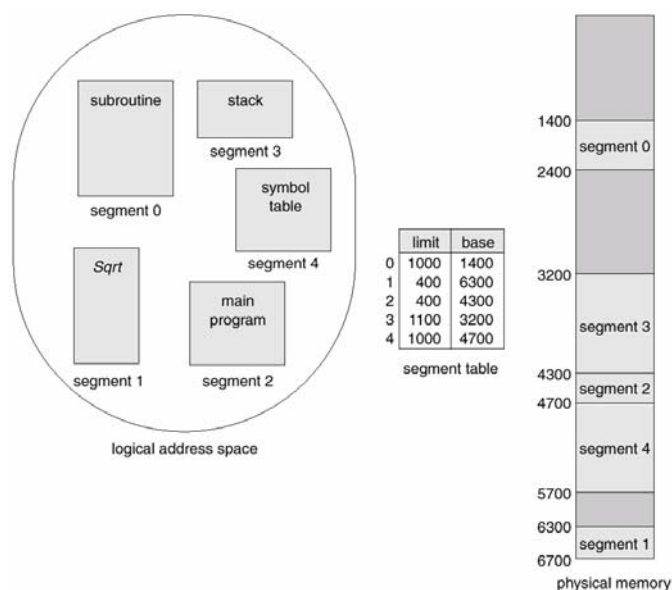 subroutine
segment 0
stack
segment 3
symbol
table
segment 4
Sqrt
segment 1
main
program
segment 2
logical address space
limit base
0 1000 1400
1 400 6300
2 400 4300
3 1100 3200
4 1000 4700
segment table
1400
segment 0
2400
3200
segment 3
4300
segment 2
4700
segment 4
5700
6300
segment 1
6700
physical memory